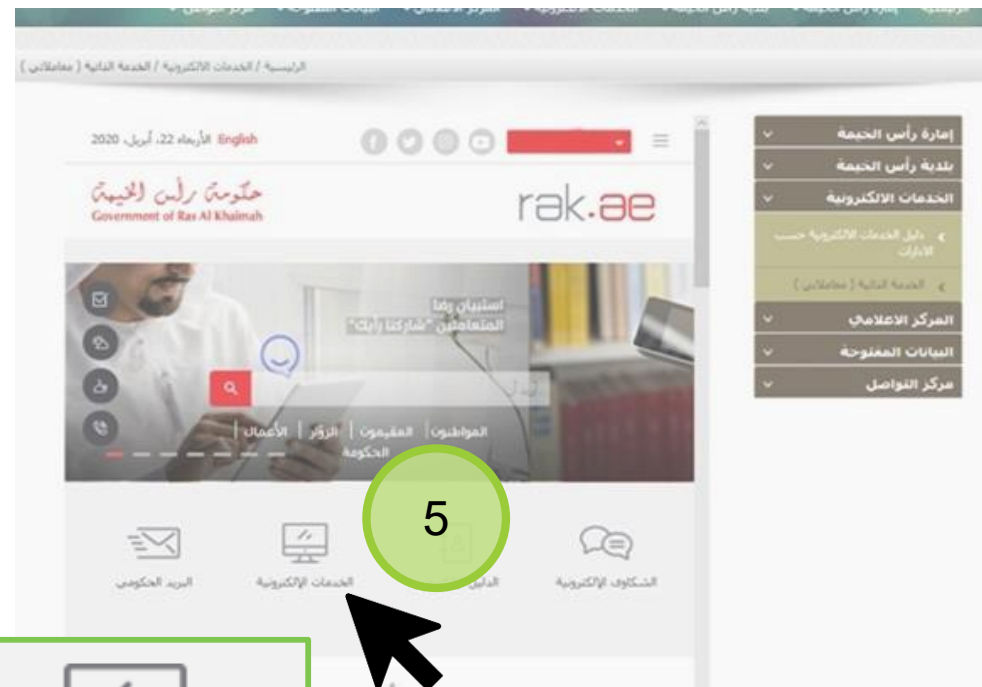 الرئيسية / الخدمات الالكترونية / الخدمة الذاتية ( معاملاتي )
إمارة رأس الخيمة
بلدية رأس الخيمة
الخدمات الالكترونية
دليل الخدمات الالكترونية حسب
الادارات
الخدمة الذاتية ( معاملاتي )
المركز الاعلامي
البيانات المفتوحة
مركز التواصل
English الأربعاء 22، أبريل، 2020
rak.ae
حكومة رأس الخيمة
Government of Ras Al Khaimah
استبيان رضا
المتعاملين "شاركنا رأيك"
المواطنون | المقيمون | الزوّار | الأعمال |
الحكومة
5
الشكاوى الإلكترونية
الدليل
الخدمات الإلكترونية
البريد الحكومي